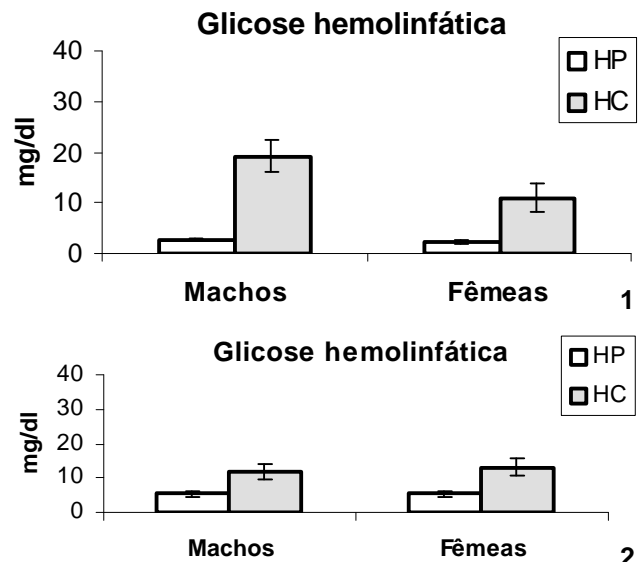 Glicose hemolinfática
HP
HC
mg/dl
40
30
20
10
0
Machos Fêmeas
1
Glicose hemolinfática
HP
HC
mg/dl
40
30
20
10
0
Machos Fêmeas
2